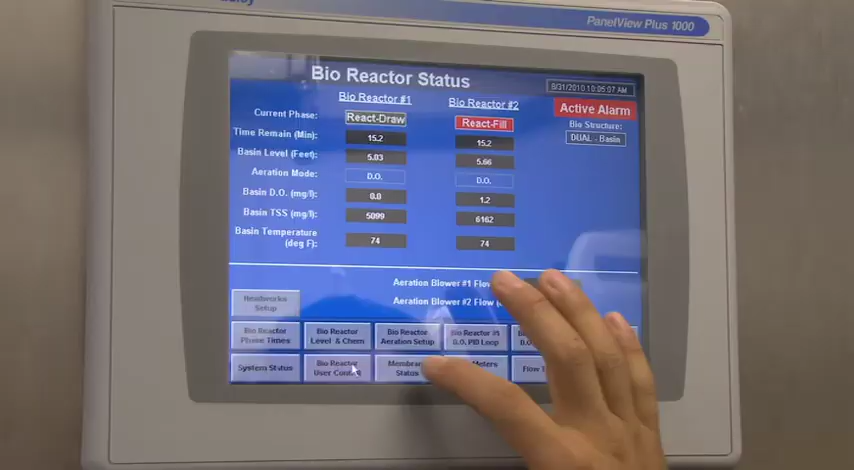 PanelView Plus 1000
Bio Reactor Status
8/31/2010 10:05:07 AM
Bio Reactor #1
Bio Reactor #2
Active Alarm
Current Phase:
React-Draw
React-Fill
Bio Structure:
DUAL - Basin
Time Remain (Min):
15.2
15.2
Basin Level (Feet):
5.03
5.66
Aeration Mode:
D.O.
D.O.
Basin D.O. (mg/l):
0.0
1.2
Basin TSS (mg/l):
5099
6162
Basin Temperature
(deg F):
74
74
Aeration Blower #1 Flow
Aeration Blower #2 Flow
Headworks
Setup
Bio Reactor
Phase Times
Bio Reactor
Level & Chem
Bio Reactor
Aeration Setup
Bio Reactor #1
D.O. PID Loop
System Status
Bio Reactor
User Control
Status
Meters
Flow